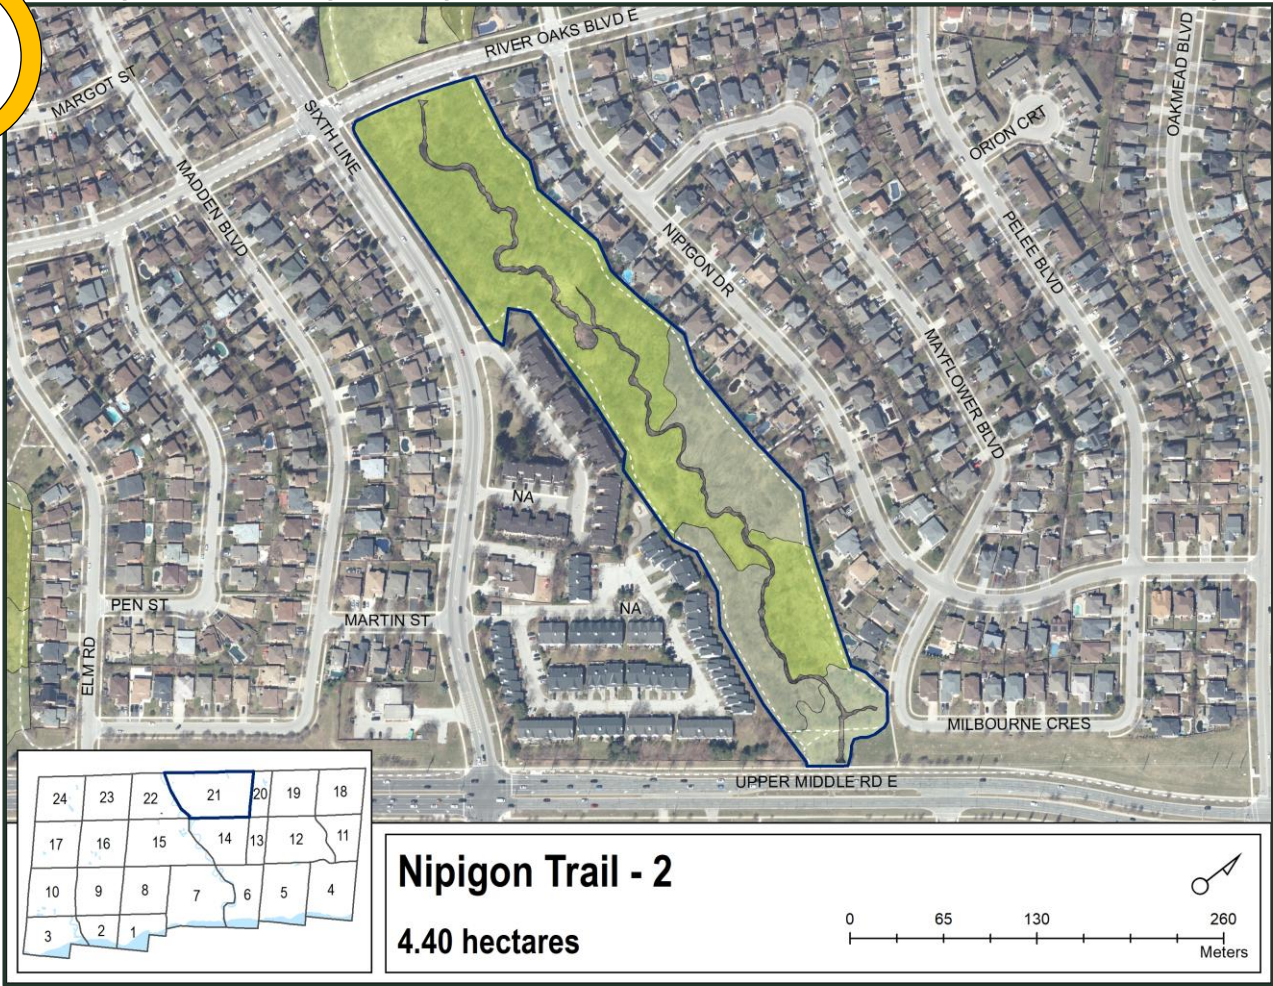 RIVER OAKS BLVD E
MARGOT ST
SIXTH LINE
OAKMEAD BLVD
ORION CRT
MADDEN BLVD
NIPIGON DR
PELEE BLVD
MAYFLOWER BLVD
NA
NA
PEN ST
MARTIN ST
ELM RD
MILBOURNE CRES
UPPER MIDDLE RD E
24 23 22 21 20 19 18
17 16 15 14 13 12 11
10 9 8 7 6 5 4
3 2 1
Nipigon Trail - 2
4.40 hectares
0 65 130 260
Meters